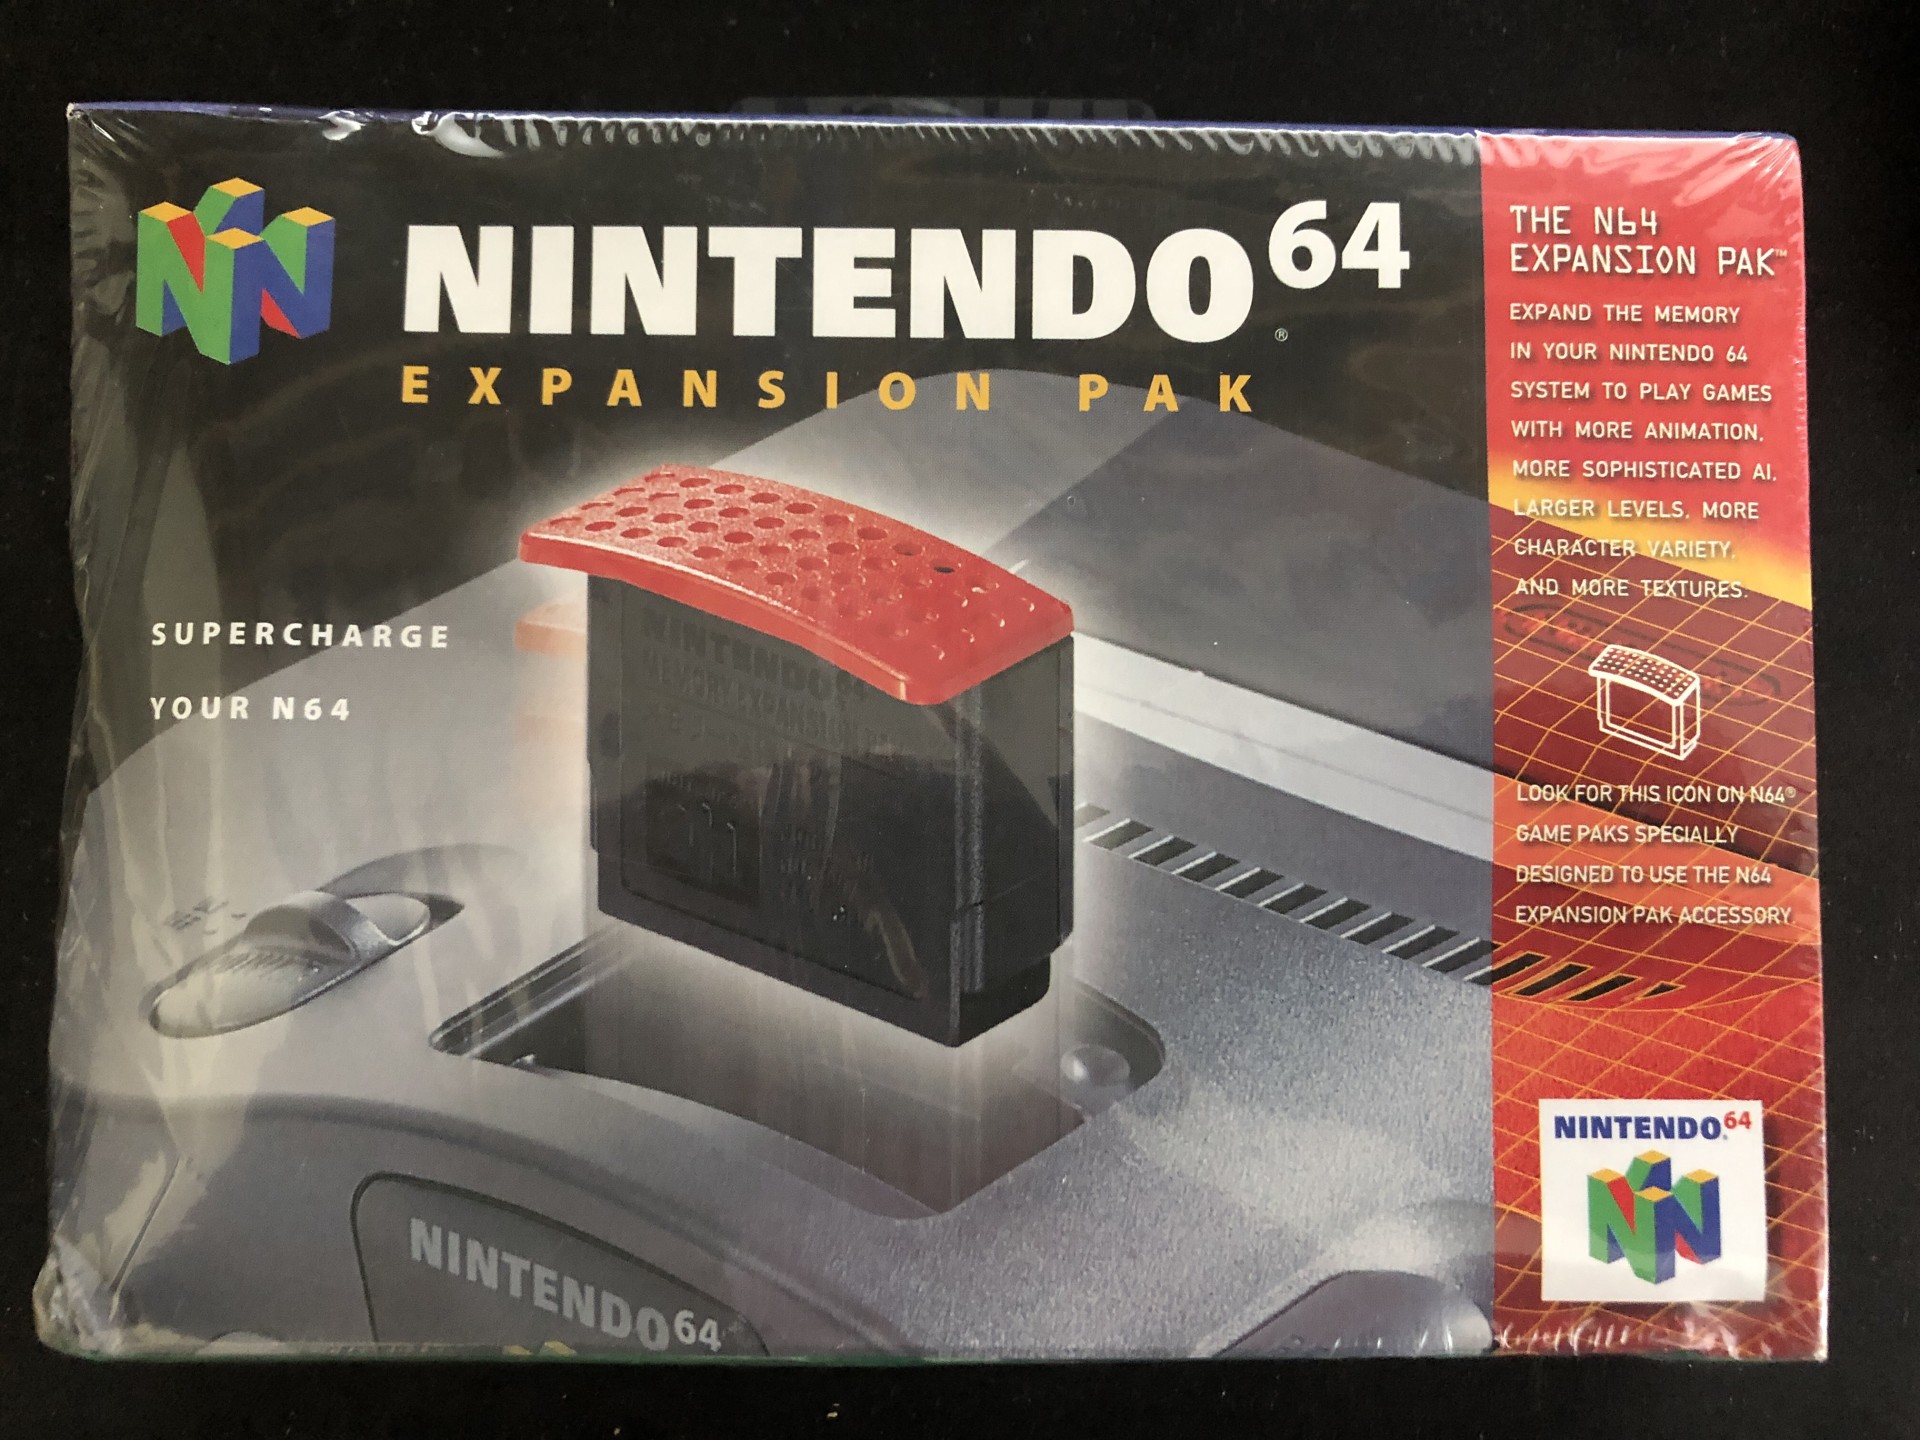 NINTENDO64®
EXPANSION PAK
SUPERCHARGE
YOUR N64
NINTENDO64
THE N64
EXPANSION PAK™
EXPAND THE MEMORY
IN YOUR NINTENDO 64
SYSTEM TO PLAY GAMES
WITH MORE ANIMATION,
MORE SOPHISTICATED AI,
LARGER LEVELS, MORE
CHARACTER VARIETY,
AND MORE TEXTURES.
LOOK FOR THIS ICON ON N64®
GAME PAKS SPECIALLY
DESIGNED TO USE THE N64
EXPANSION PAK ACCESSORY.
NINTENDO64